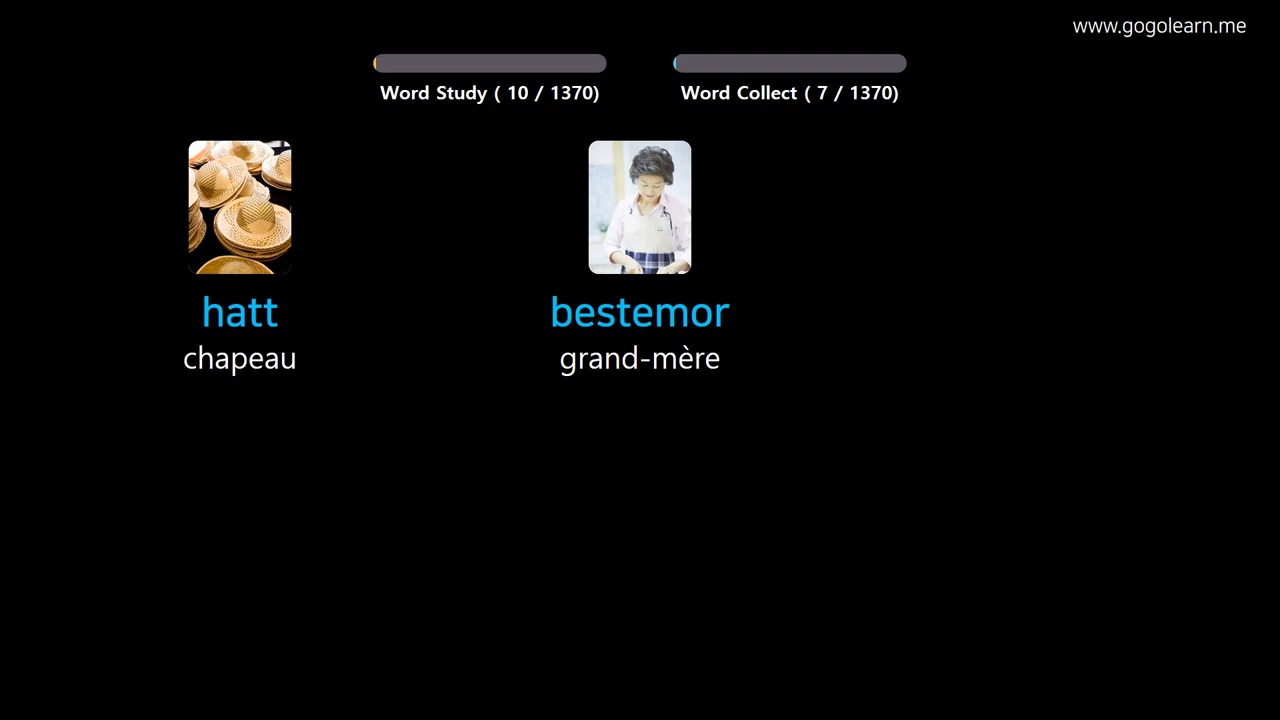 www.gogolearn.me
Word Study ( 10 / 1370)
Word Collect ( 7 / 1370)
hatt
chapeau
bestemor
grand-mère